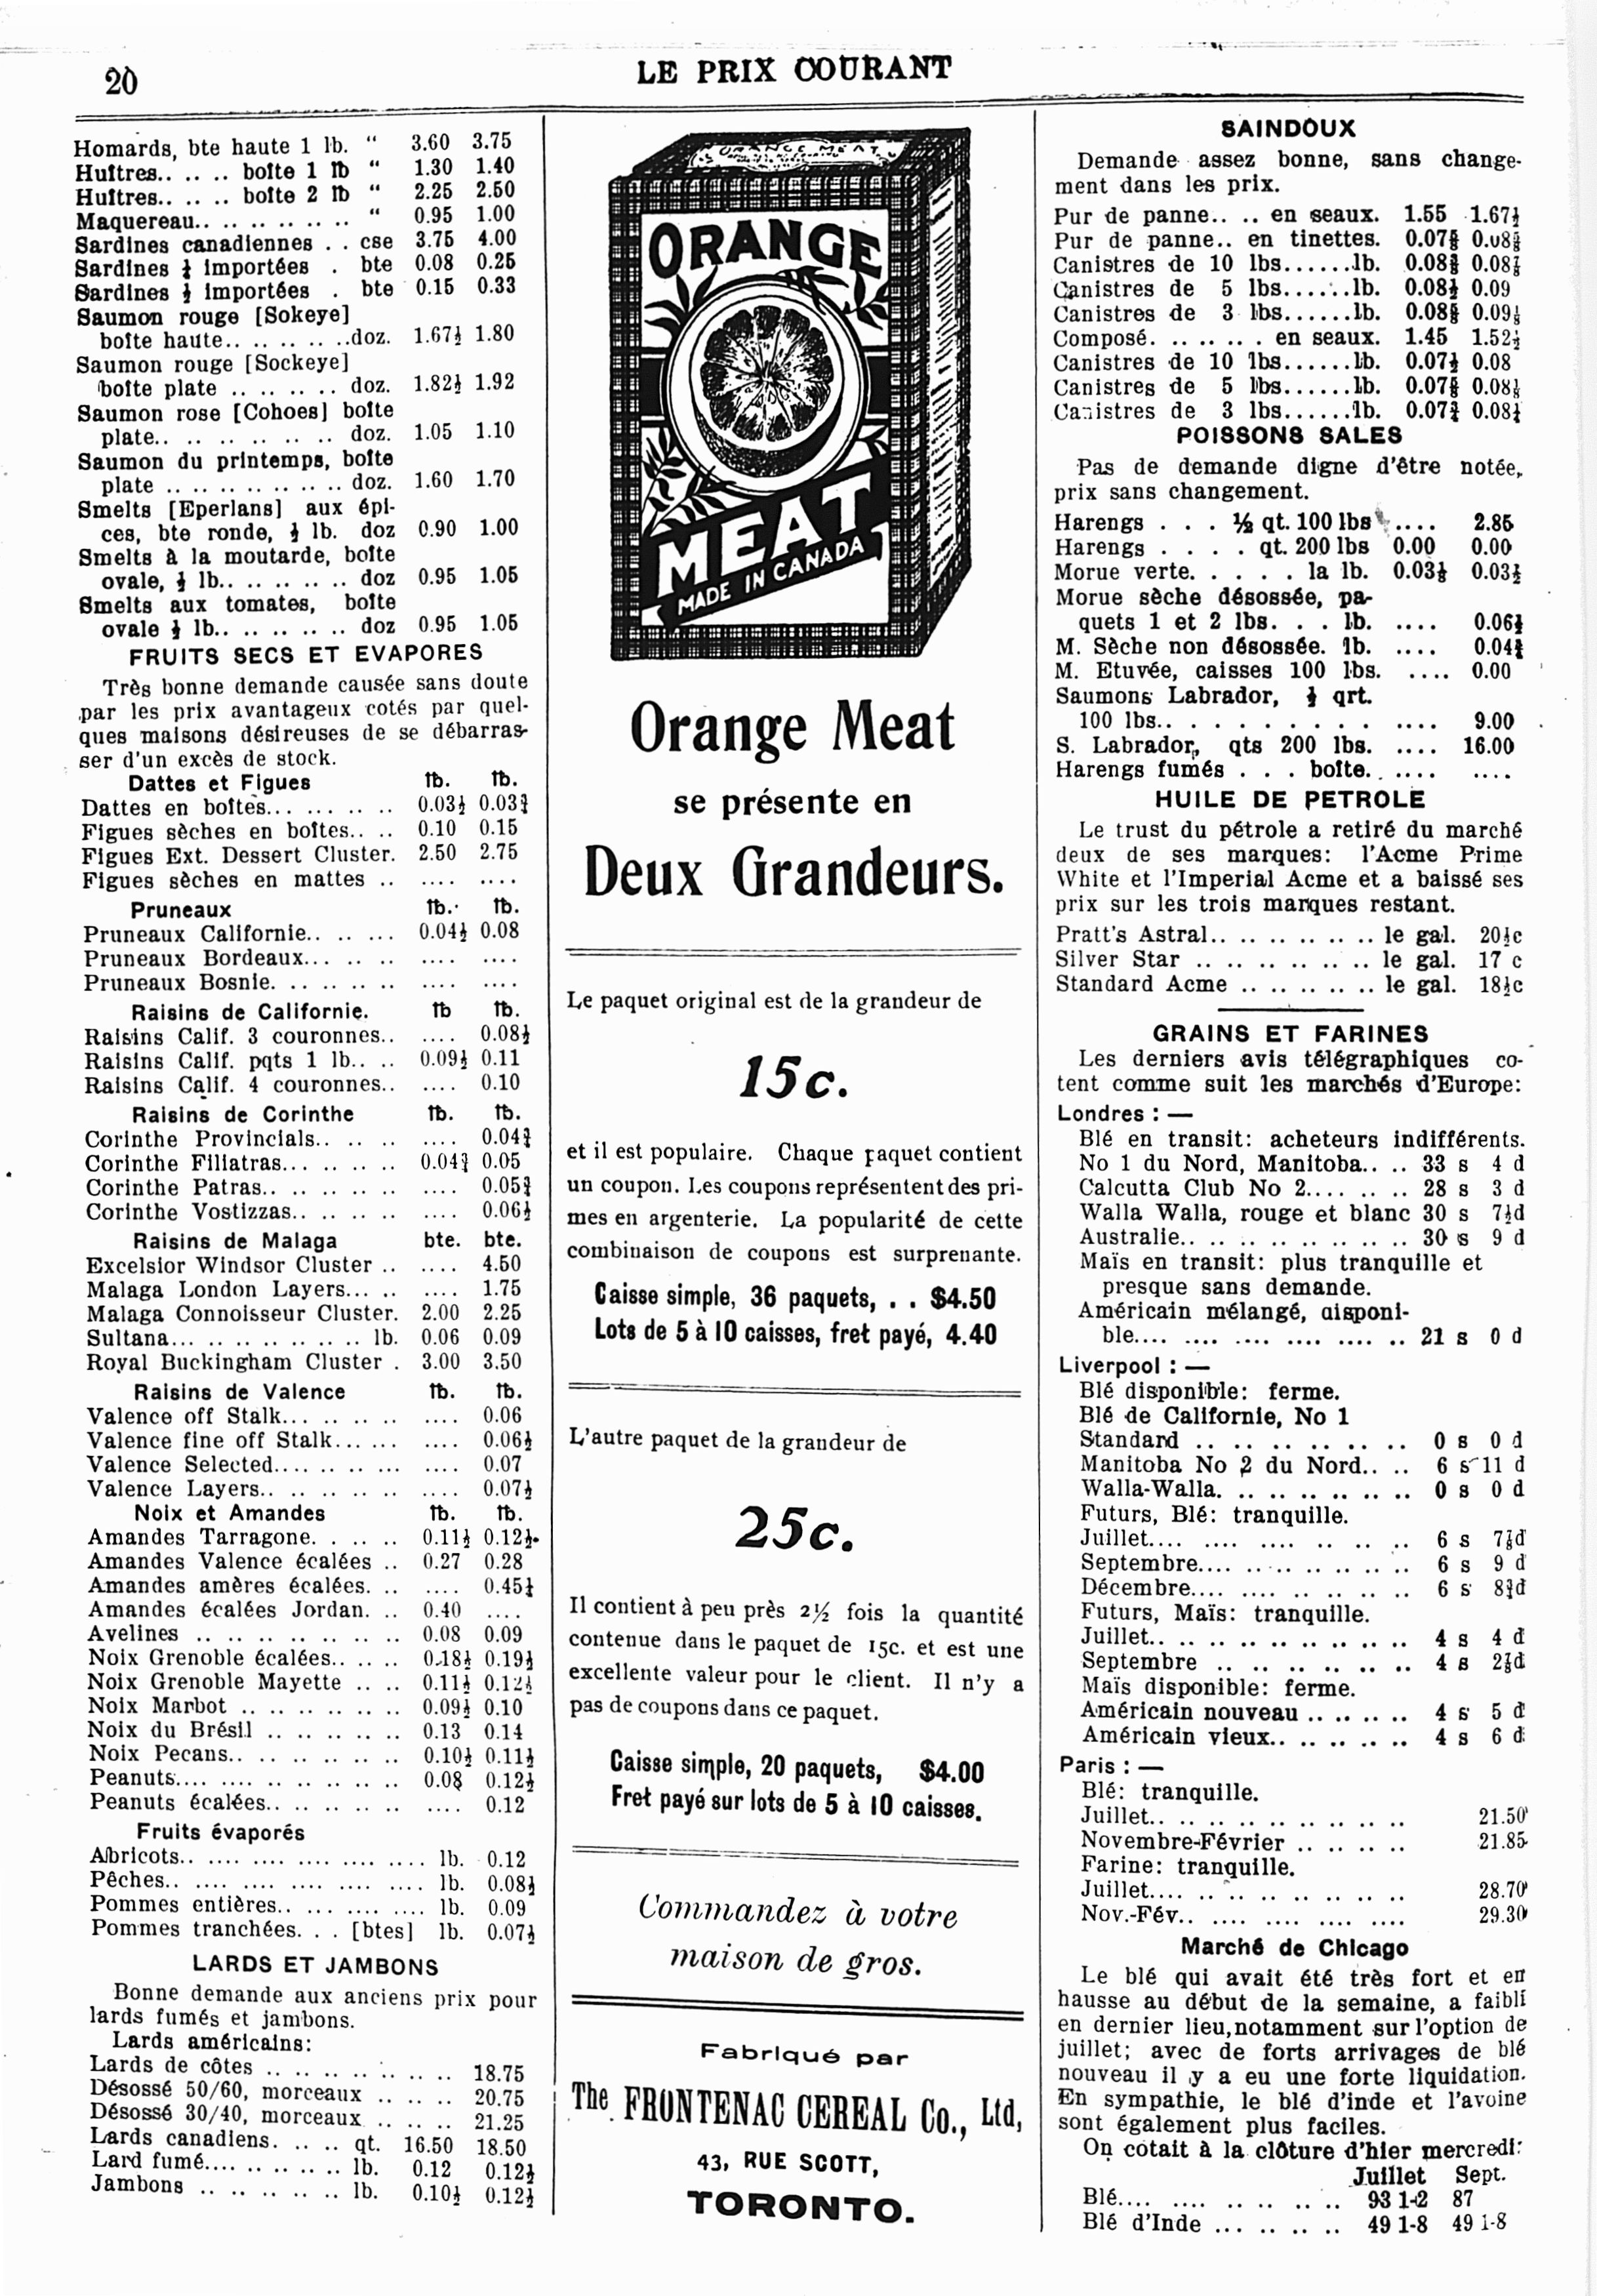 20
LE PRIX COURANT
Homards, bte haute 1 lb. " 3.60 3.75
Huîtres.. .. .. boîte 1 lb " 1.30 1.40
Huîtres.. .. .. boîte 2 lb " 2.25 2.50
Maquereau.. .. .. .. .. .. .. " 0.95 1.00
Sardines canadiennes . . cse 3.75 4.00
Sardines ¼ importées . bte 0.08 0.25
Sardines ½ importées . bte 0.15 0.33
Saumon rouge [Sokeye]
boîte haute.. .. .. .. ..doz. 1.67½ 1.80
Saumon rouge [Sockeye]
boîte plate .. .. .. .. .. doz. 1.82½ 1.92
Saumon rose [Cohoes] boîte
plate.. .. .. .. .. .. .. doz. 1.05 1.10
Saumon du printemps, boîte
plate .. .. .. .. .. .. .. doz. 1.60 1.70
Smelts [Eperlans] aux épi-
ces, bte ronde, ½ lb. doz 0.90 1.00
Smelts à la moutarde, boîte
ovale, ½ lb.. .. .. .. .. doz 0.95 1.05
Smelts aux tomates, boîte
ovale ½ lb.. .. .. .. .. doz 0.95 1.05
FRUITS SECS ET EVAPORES
Très bonne demande causée sans doute
par les prix avantageux cotés par quel-
ques maisons désireuses de se débarras-
ser d'un excès de stock.
Dattes et Figues lb. lb.
Dattes en boîtes... .. .. .. .. 0.03½ 0.03¾
Figues sèches en boîtes.. .. 0.10 0.15
Figues Ext. Dessert Cluster. 2.50 2.75
Figues sèches en mattes .. .... ....
Pruneaux lb. lb.
Pruneaux Californie.. .. ... 0.04½ 0.08
Pruneaux Bordeaux... .. .. .... ....
Pruneaux Bosnie. .. .. .. .. .... ....
Raisins de Californie. lb lb.
Raisins Calif. 3 couronnes.. .... 0.08½
Raisins Calif. pqts 1 lb.. .. 0.09½ 0.11
Raisins Calif. 4 couronnes.. .... 0.10
Raisins de Corinthe lb. lb.
Corinthe Provincials.. .. .. .... 0.04¾
Corinthe Filiatras... .. .. .. 0.04¾ 0.05
Corinthe Patras.. .. .. .. .. .... 0.05¾
Corinthe Vostizzas.. .. .. .. .... 0.06½
Raisins de Malaga bte. bte.
Excelsior Windsor Cluster .. .... 4.50
Malaga London Layers... .. .... 1.75
Malaga Connoisseur Cluster. 2.00 2.25
Sultana... .. .. .. .. .. .. lb. 0.06 0.09
Royal Buckingham Cluster . 3.00 3.50
Raisins de Valence lb. lb.
Valence off Stalk... .. .. .. .... 0.06
Valence fine off Stalk... ... .... 0.06½
Valence Selected.... .. .. ... .... 0.07
Valence Layers.. .. .. .. .. .... 0.07½
Noix et Amandes lb. lb.
Amandes Tarragone. . .. .. 0.11½ 0.12½
Amandes Valence écalées .. 0.27 0.28
Amandes amères écalées. .. .... 0.45½
Amandes écalées Jordan. .. 0.40 ....
Avelines .. .. .. .. .. .. .. 0.08 0.09
Noix Grenoble écalées.. .. .. 0.18½ 0.19½
Noix Grenoble Mayette .. .. 0.11½ 0.12½
Noix Marbot .. .. .. .. .. .. 0.09½ 0.10
Noix du Brésil .. .. .. .. .. 0.13 0.14
Noix Pecans.. .. .. .. .. .. 0.10½ 0.11½
Peanuts.... .... .. .. .. .. .. 0.08 0.12½
Peanuts écalées.. .. .. .. .. .... 0.12
Fruits évaporés
Abricots.. .... .... .... .... .... lb. 0.12
Pêches.. .... .... .... .... .... lb. 0.08½
Pommes entières.. ... .... .... lb. 0.09
Pommes tranchées. . . [btes] lb. 0.07½
LARDS ET JAMBONS
Bonne demande aux anciens prix pour
lards fumés et jambons.
Lards américains:
Lards de côtes .. .. .. .. .. .. .. 18.75
Désossé 50/60, morceaux .. .. .. 20.75
Désossé 30/40, morceaux .. .. .. 21.25
Lards canadiens. .. .. qt. 16.50 18.50
Lard fumé.... .. .. .. .. lb. 0.12 0.12½
Jambons .. .. .. .. .. .. lb. 0.10½ 0.12½
ORANGE MEAT
ORANGE
MEAT
MADE IN CANADA
Orange Meat
se présente en
Deux Grandeurs.
Le paquet original est de la grandeur de
15c.
et il est populaire. Chaque paquet contient
un coupon. Les coupons représentent des pri-
mes en argenterie. La popularité de cette
combinaison de coupons est surprenante.
Caisse simple, 36 paquets, . . $4.50
Lots de 5 à 10 caisses, fret payé, 4.40
L'autre paquet de la grandeur de
25c.
Il contient à peu près 2½ fois la quantité
contenue dans le paquet de 15c. et est une
excellente valeur pour le client. Il n'y a
pas de coupons dans ce paquet.
Caisse simple, 20 paquets, $4.00
Fret payé sur lots de 5 à 10 caisses.
Commandez à votre
maison de gros.
Fabriqué par
The FRONTENAC CEREAL Co., Ltd,
43, RUE SCOTT,
TORONTO.
SAINDOUX
Demande assez bonne, sans change-
ment dans les prix.
Pur de panne.. .. en seaux. 1.55 1.67½
Pur de panne.. en tinettes.
Canistres de 10 lbs......lb.
Canistres de 5 lbs......lb. 0.08½ 0.09
Canistres de 3 lbs......lb.
Composé. .. .. .. . en seaux. 1.45 1.52½
Canistres de 10 lbs......lb. 0.07½ 0.08
Canistres de 5 lbs......lb.
Canistres de 3 lbs......lb. 0.07¾ 0.08¼
POISSONS SALES
Pas de demande digne d'être notée,
prix sans changement.
Harengs . . . ½ qt. 100 lbs .... 2.85
Harengs . . . . qt. 200 lbs 0.00 0.00
Morue verte. . . . . la lb. 0.03½ 0.03½
Morue sèche désossée, pa-
quets 1 et 2 lbs. . . lb. .... 0.06½
M. Sèche non désossée. lb. .... 0.04¾
M. Etuvée, caisses 100 lbs. .... 0.00
Saumons Labrador, ½ qrt.
100 lbs.. . . . . . . . . . .... 9.00
S. Labrador, qts 200 lbs. .... 16.00
Harengs fumés . . . boîte. .... ....
HUILE DE PETROLE
Le trust du pétrole a retiré du marché
deux de ses marques: l'Acme Prime
White et l'Imperial Acme et a baissé ses
prix sur les trois marques restant.
Pratt's Astral.. .. .. .. .. .. le gal. 20½c
Silver Star .. .. .. .. .. .. le gal. 17 c
Standard Acme .. .. .. .. .. le gal. 18½c
GRAINS ET FARINES
Les derniers avis télégraphiques co-
tent comme suit les marchés d'Europe:
Londres : —
Blé en transit: acheteurs indifférents.
No 1 du Nord, Manitoba.. .. 33 s 4 d
Calcutta Club No 2.... .. .. .. 28 s 3 d
Walla Walla, rouge et blanc 30 s 7½d
Australie.. .. .. .. .. .. .. .. .. 30 s 9 d
Maïs en transit: plus tranquille et
presque sans demande.
Américain mélangé, disponi-
ble.... .... .... .... .... .. 21 s 0 d
Liverpool : —
Blé disponible: ferme.
Blé de Californie, No 1
Standard .. .. .. .. .. .. .. 0 s 0 d
Manitoba No 2 du Nord.. .. 6 s 11 d
Walla-Walla. .. .. .. .. .. .. 0 s 0 d
Futurs, Blé: tranquille.
Juillet.... .... .... .. .. .. 6 s
Septembre.... .... .. .. .. .. 6 s 9 d
Décembre.... .... .. .. .. .. 6 s 8¾d
Futurs, Maïs: tranquille.
Juillet.. .. .. .. .. .. .. .. .. 4 s 4 d
Septembre .. .. .. .. .. .. .. 4 s
Maïs disponible: ferme.
Américain nouveau .. .. .. .. 4 s 5 d
Américain vieux.. .. .. .. .. 4 s 6 d
Paris : —
Blé: tranquille.
Juillet.. .. .. .. .. .. .. .. .. 21.50
Novembre-Février .. .. .. .. 21.85
Farine: tranquille.
Juillet.... .. .. .. .. .. .. .. 28.70
Nov.-Fév.. .... .... .... .... 29.30
Marché de Chicago
Le blé qui avait été très fort et en
hausse au début de la semaine, a faibli
en dernier lieu, notamment sur l'option de
juillet; avec de forts arrivages de blé
nouveau il y a eu une forte liquidation.
En sympathie, le blé d'inde et l'avoine
sont également plus faciles.
On cotait à la clôture d'hier mercredi:
Juillet Sept.
Blé.... .... .. .. .. .. 93 1-2 87
Blé d'Inde ... .. .. .. .. 49 1-8 49 1-8